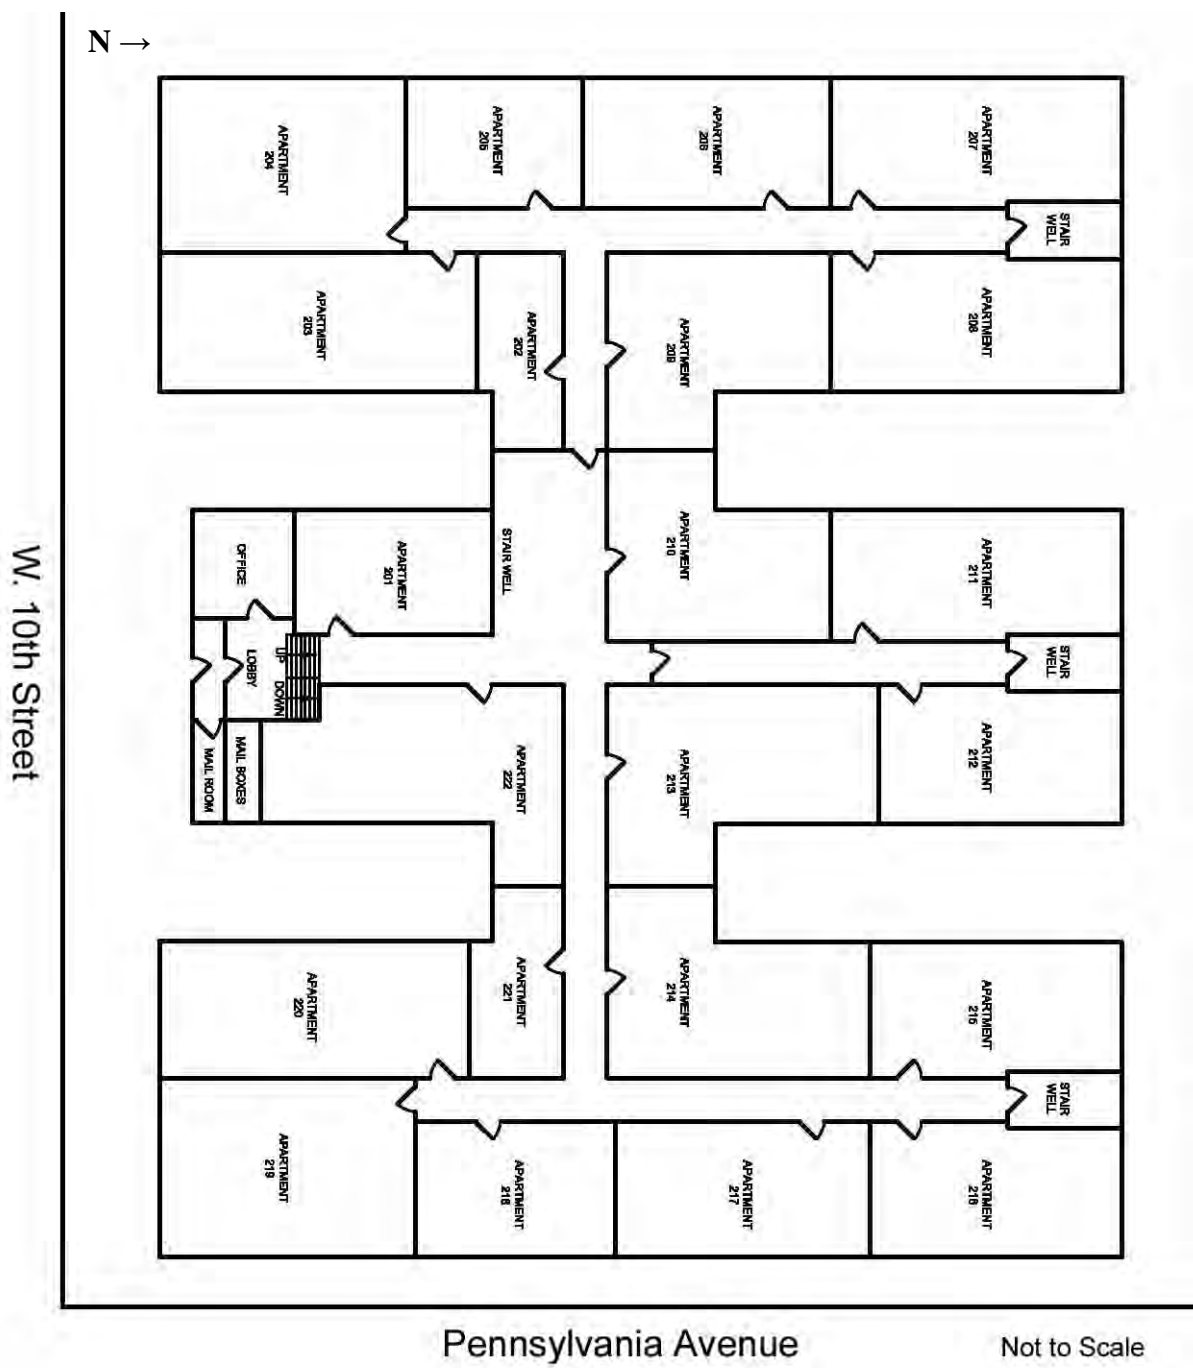 N →
APARTMENT
204
APARTMENT
205
APARTMENT
206
APARTMENT
207
STAIR
WELL
APARTMENT
203
APARTMENT
202
APARTMENT
209
APARTMENT
208
OFFICE
APARTMENT
201
STAIR WELL
APARTMENT
210
APARTMENT
211
LOBBY
UP
DOWN
STAIR
WELL
MAIL ROOM
MAIL BOXES
APARTMENT
222
APARTMENT
213
APARTMENT
212
APARTMENT
220
APARTMENT
221
APARTMENT
214
APARTMENT
215
STAIR
WELL
APARTMENT
219
APARTMENT
218
APARTMENT
217
APARTMENT
216
W. 10th Street
Pennsylvania Avenue
Not to Scale